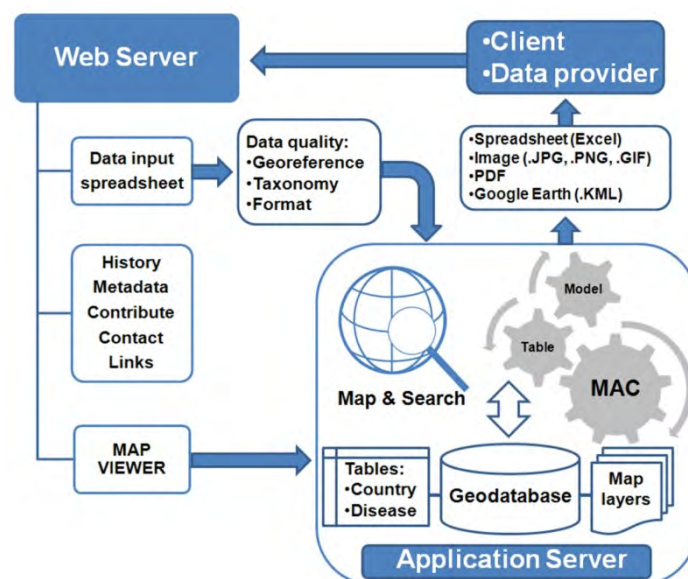 Web Server
•Client
•Data provider
Data input
spreadsheet
Data quality:
•Georeference
•Taxonomy
•Format
•Spreadsheet (Excel)
•Image (.JPG, .PNG, .GIF)
•PDF
•Google Earth (.KML)
History
Metadata
Contribute
Contact
Links
Model
Table
MAC
Map & Search
MAP
VIEWER
Tables:
•Country
•Disease
Geodatabase
Map
layers
Application Server